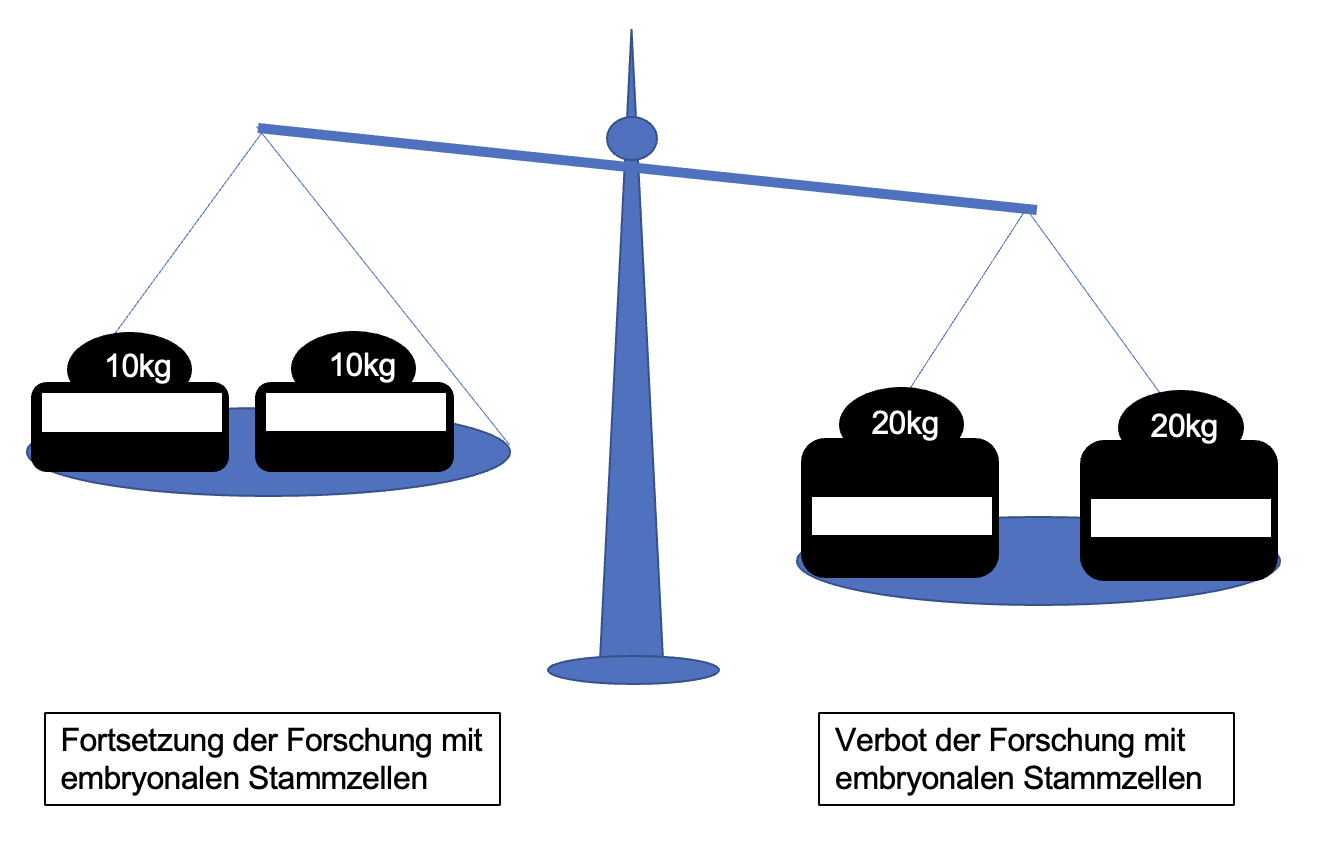 10kg
10kg
20kg
20kg
Fortsetzung der Forschung mit
embryonalen Stammzellen
Verbot der Forschung mit
embryonalen Stammzellen